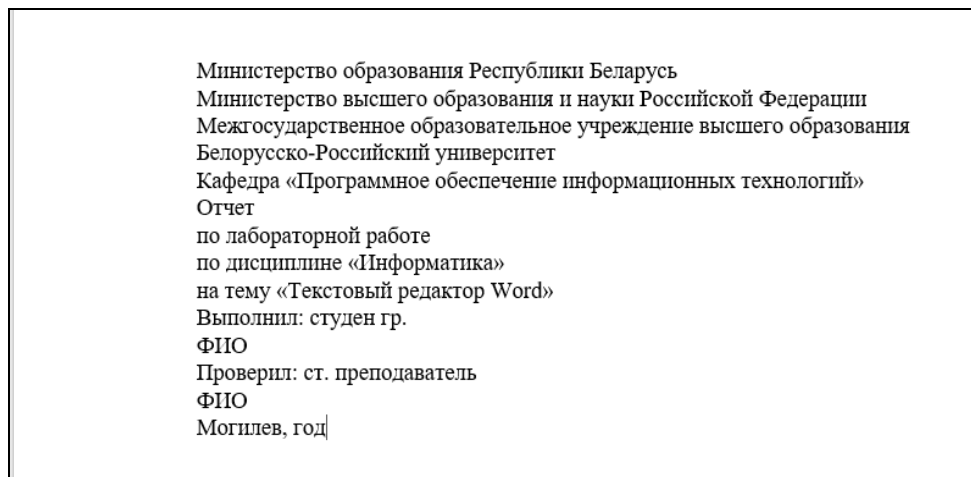 Министерство образования Республики Беларусь
Министерство высшего образования и науки Российской Федерации
Межгосударственное образовательное учреждение высшего образования
Белорусско-Российский университет
Кафедра «Программное обеспечение информационных технологий»
Отчет
по лабораторной работе
по дисциплине «Информатика»
на тему «Текстовый редактор Word»
Выполнил: студен гр.
ФИО
Проверил: ст. преподаватель
ФИО
Могилев, год